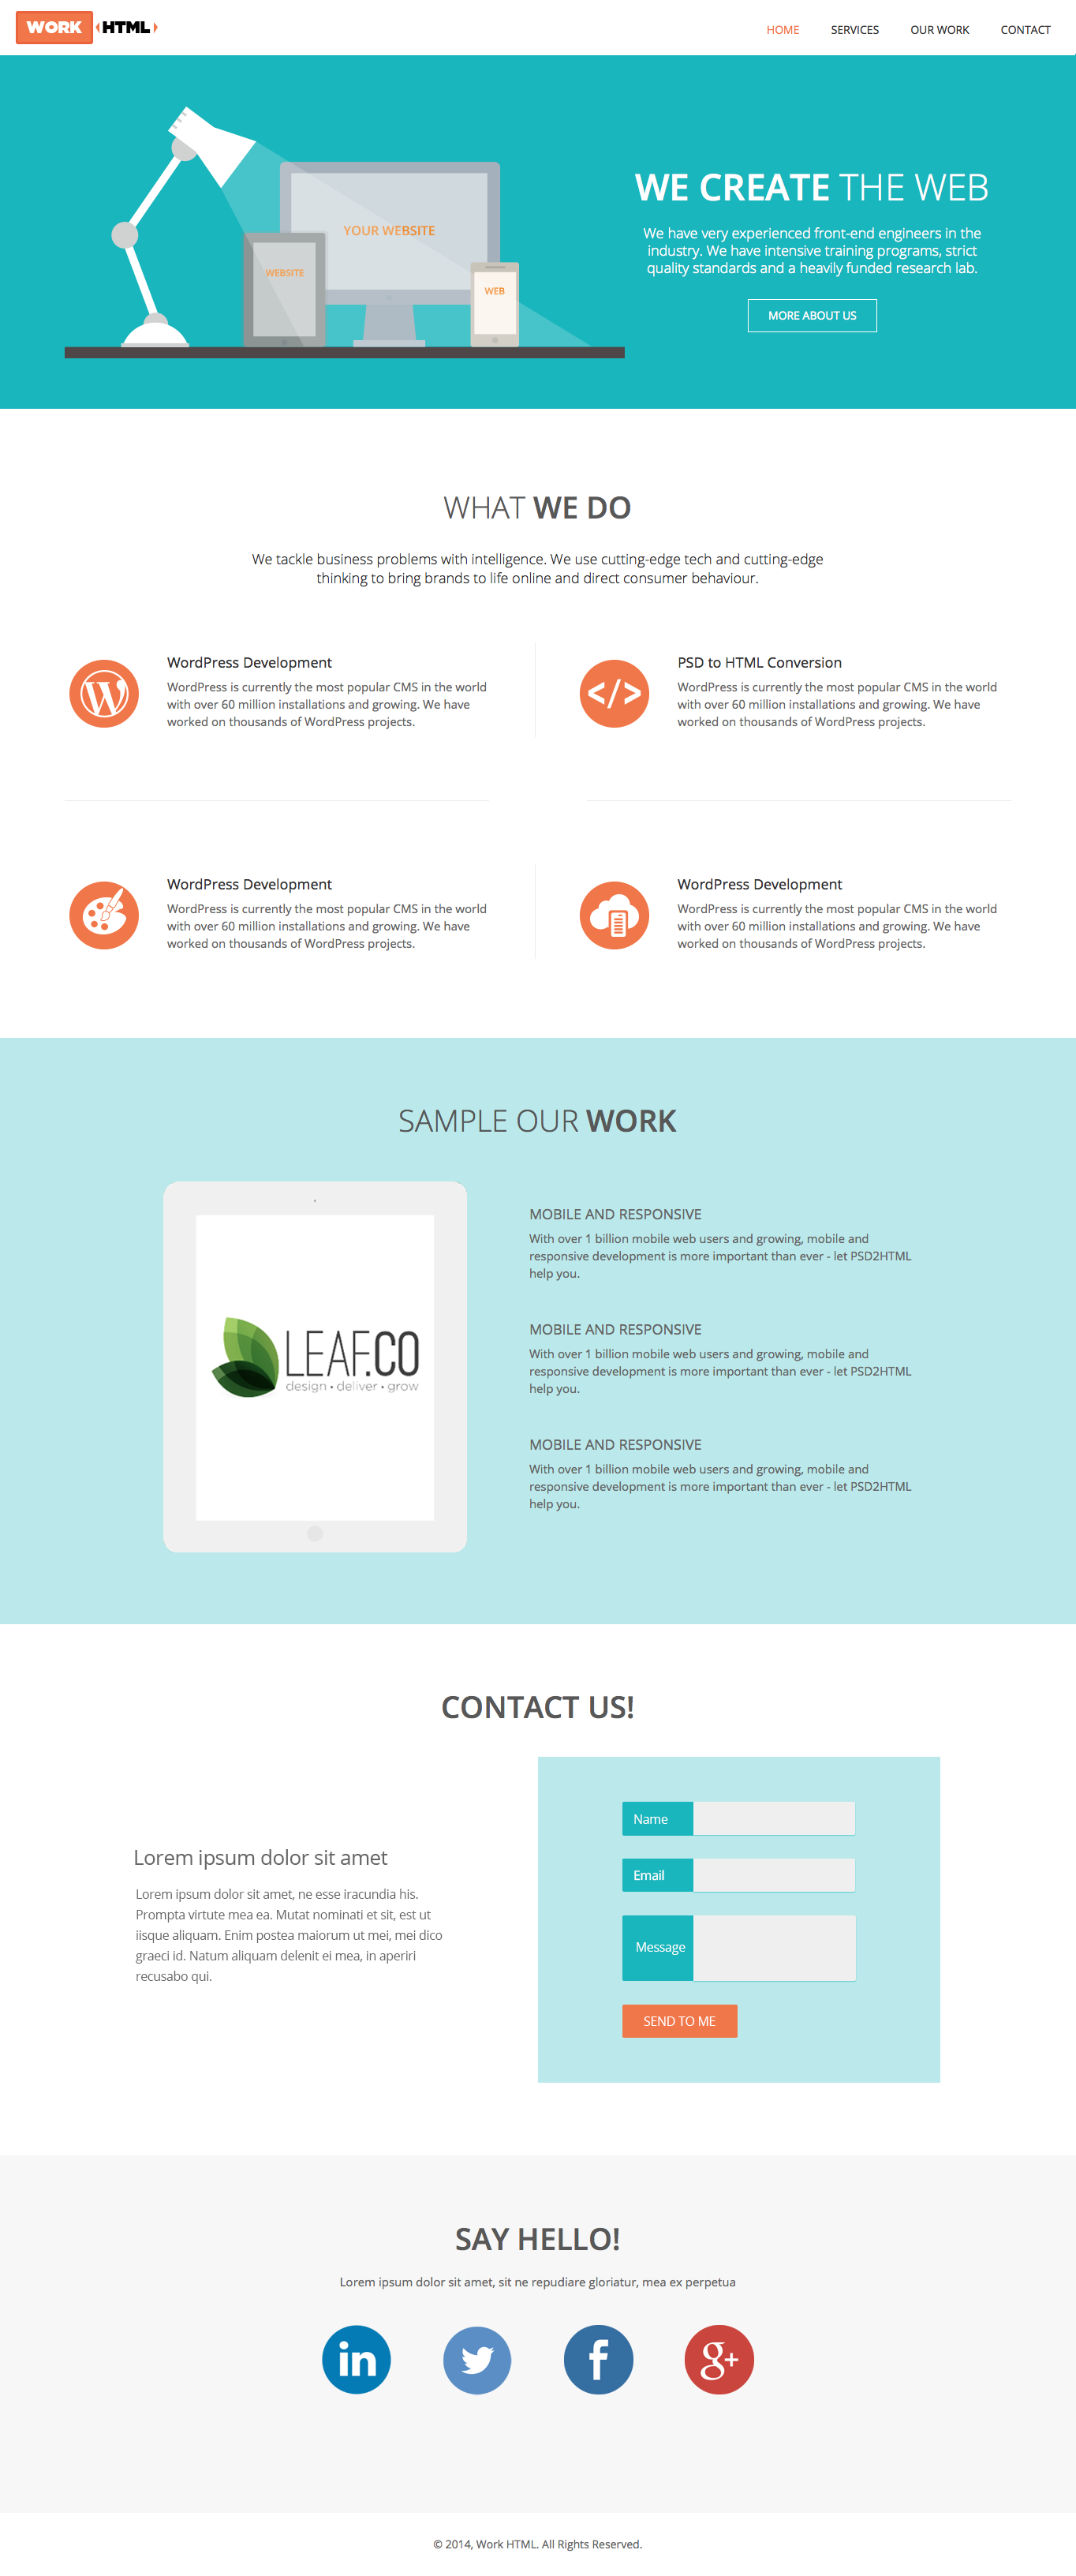 WORK HTML
HOME SERVICES OUR WORK CONTACT
YOUR WEBSITE
WEBSITE
WEB
WE CREATE THE WEB
We have very experienced front-end engineers in the
industry. We have intensive training programs, strict
quality standards and a heavily funded research lab.
MORE ABOUT US
WHAT WE DO
We tackle business problems with intelligence. We use cutting-edge tech and cutting-edge
thinking to bring brands to life online and direct consumer behaviour.
WordPress Development
WordPress is currently the most popular CMS in the world
with over 60 million installations and growing. We have
worked on thousands of WordPress projects.
</>
PSD to HTML Conversion
WordPress is currently the most popular CMS in the world
with over 60 million installations and growing. We have
worked on thousands of WordPress projects.
WordPress Development
WordPress is currently the most popular CMS in the world
with over 60 million installations and growing. We have
worked on thousands of WordPress projects.
WordPress Development
WordPress is currently the most popular CMS in the world
with over 60 million installations and growing. We have
worked on thousands of WordPress projects.
SAMPLE OUR WORK
LEAF.CO
design • deliver • grow
MOBILE AND RESPONSIVE
With over 1 billion mobile web users and growing, mobile and
responsive development is more important than ever - let PSD2HTML
help you.
MOBILE AND RESPONSIVE
With over 1 billion mobile web users and growing, mobile and
responsive development is more important than ever - let PSD2HTML
help you.
MOBILE AND RESPONSIVE
With over 1 billion mobile web users and growing, mobile and
responsive development is more important than ever - let PSD2HTML
help you.
CONTACT US!
Lorem ipsum dolor sit amet
Lorem ipsum dolor sit amet, ne esse iracundia his.
Prompta virtute mea ea. Mutat nominati et sit, est ut
iisque aliquam. Enim postea maiorum ut mei, mei dico
graeci id. Natum aliquam delenit ei mea, in aperiri
recusabo qui.
Name
Email
Message
SEND TO ME
SAY HELLO!
Lorem ipsum dolor sit amet, sit ne repudiare gloriatur, mea ex perpetua
in f g+
© 2014, Work HTML. All Rights Reserved.